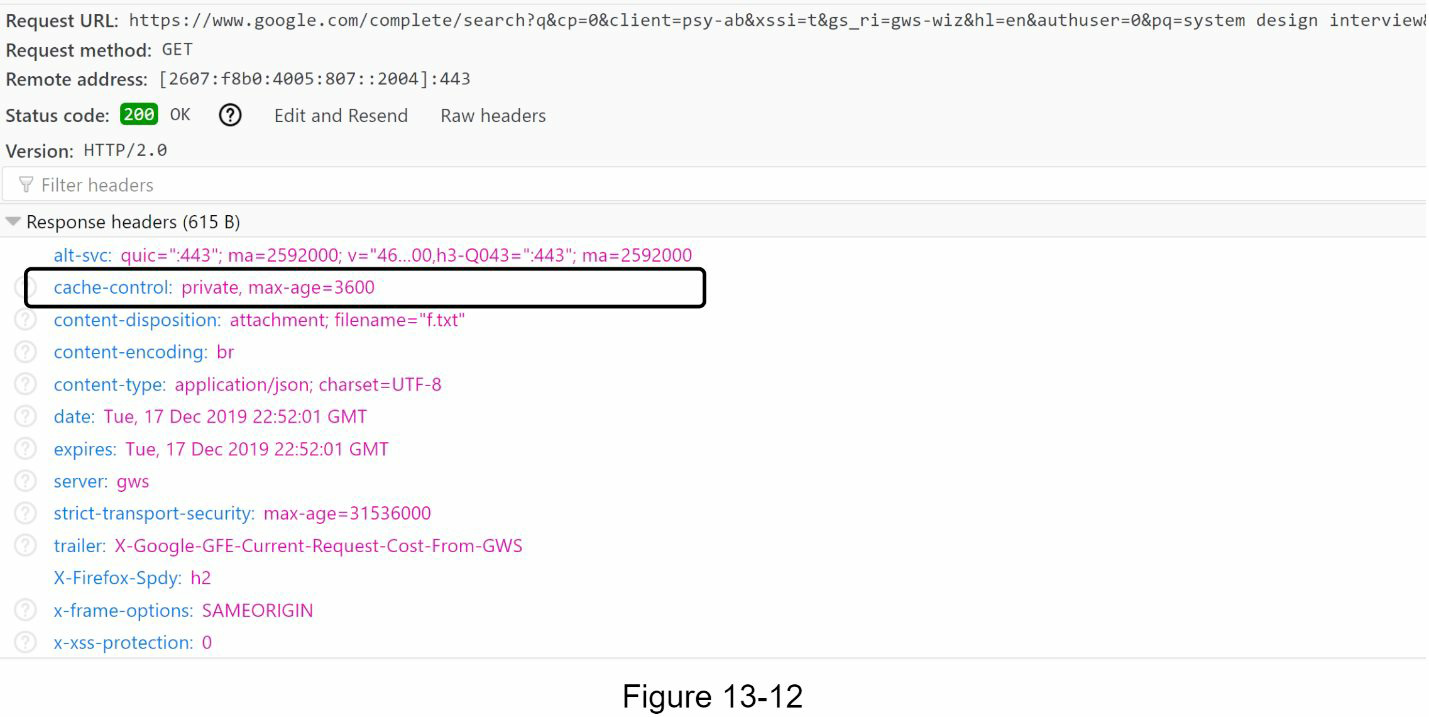 Request URL: https://www.google.com/complete/search?q&cp=0&client=psy-ab&xssi=t&gs_ri=gws-wiz&hl=en&authuser=0&pq=system design interview&
Request method: GET
Remote address: [2607:f8b0:4005:807::2004]:443
Status code: 200 OK ? Edit and Resend Raw headers
Version: HTTP/2.0
Filter headers
Response headers (615 B)
alt-svc: quic=":443"; ma=2592000; v="46...00,h3-Q043=":443"; ma=2592000
cache-control: private, max-age=3600
? content-disposition: attachment; filename="f.txt"
? content-encoding: br
? content-type: application/json; charset=UTF-8
? date: Tue, 17 Dec 2019 22:52:01 GMT
? expires: Tue, 17 Dec 2019 22:52:01 GMT
? server: gws
? strict-transport-security: max-age=31536000
? trailer: X-Google-GFE-Current-Request-Cost-From-GWS
X-Firefox-Spdy: h2
? x-frame-options: SAMEORIGIN
? x-xss-protection: 0
Figure 13-12